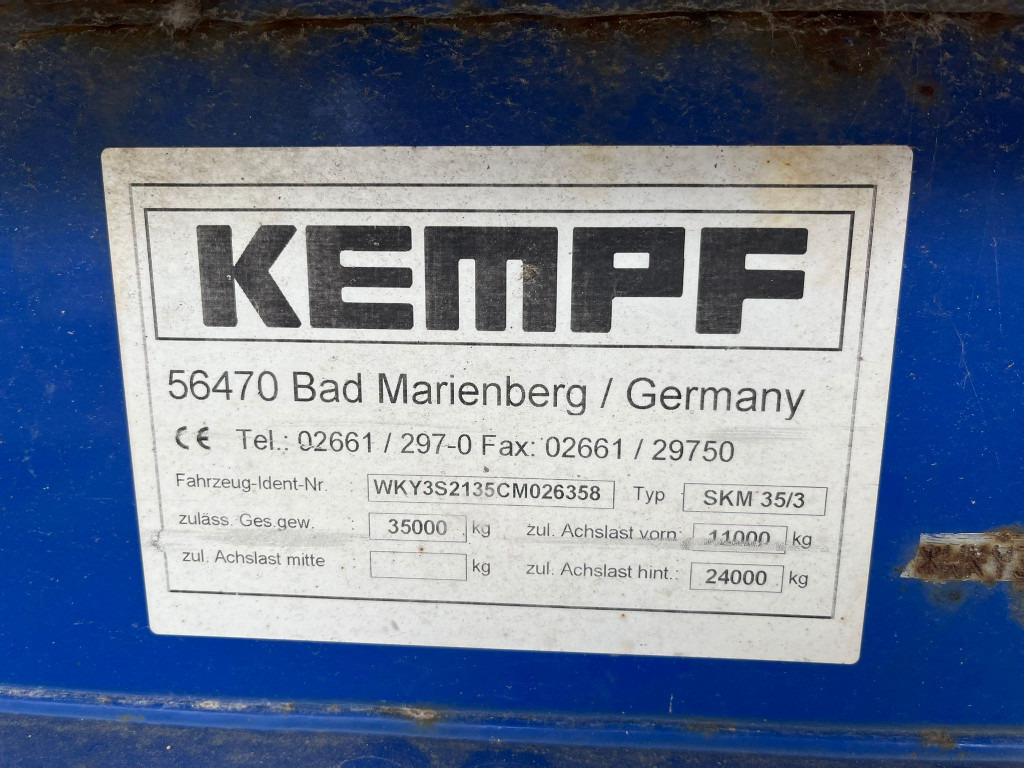 KEMPF
56470 Bad Marienberg / Germany
CE Tel.: 02661 / 297-0 Fax: 02661 / 29750
Fahrzeug-Ident-Nr. : WKY3S2135CM026358 Typ SKM 35/3
zuläss. Ges.gew. : 35000 kg zul. Achslast vorn: 11000 kg
zul. Achslast mitte kg zul. Achslast hint.: 24000 kg